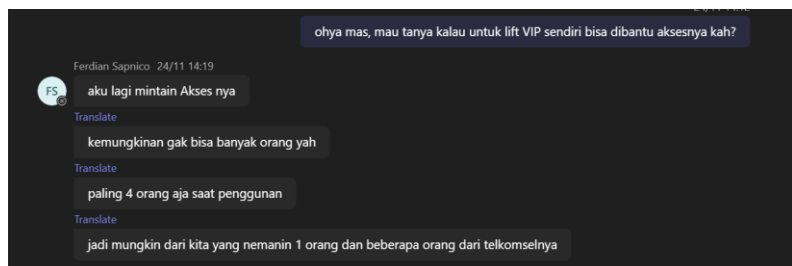 ohya mas, mau tanya kalau untuk lift VIP sendiri bisa dibantu aksesnya kah?
Ferdian Sapnico 24/11 14:19
FS
aku lagi mintain Akses nya
Translate
kemungkinan gak bisa banyak orang yah
Translate
paling 4 orang aja saat penggunan
Translate
jadi mungkin dari kita yang nemanin 1 orang dan beberapa orang dari telkomselnya